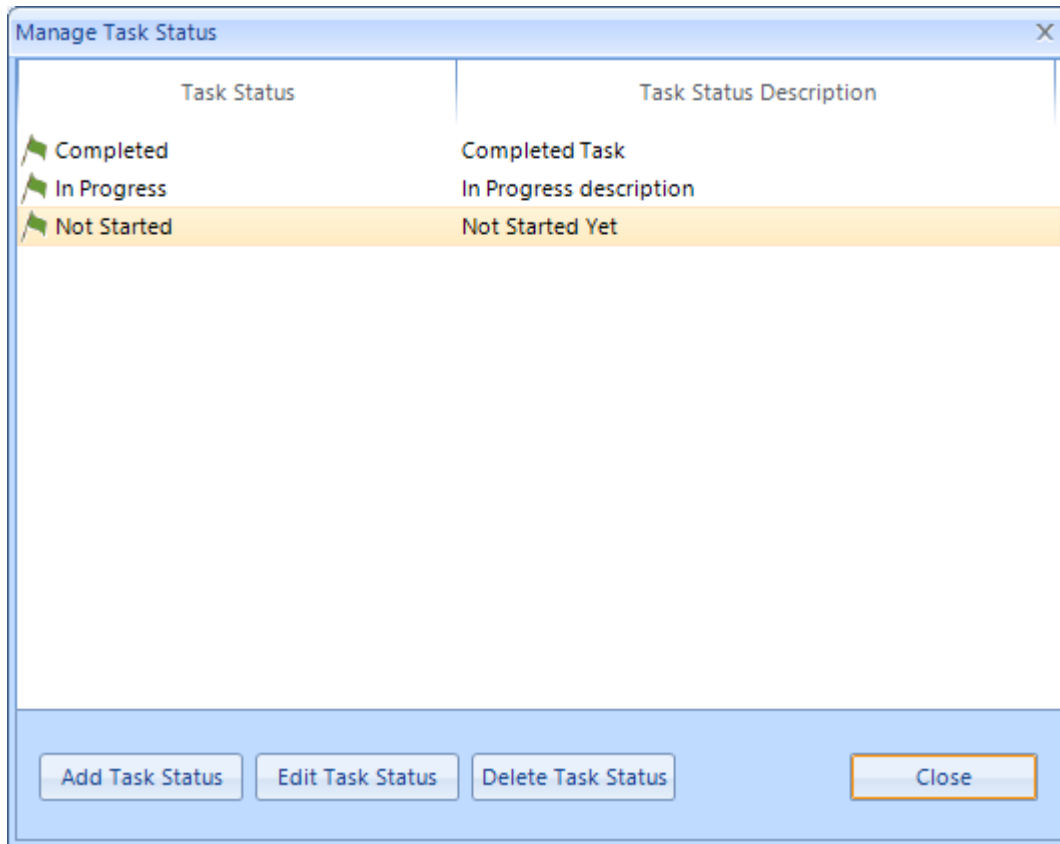 Manage Task Status
Task Status Task Status Description
Completed Completed Task
In Progress In Progress description
Not Started Not Started Yet
Add Task Status Edit Task Status Delete Task Status Close